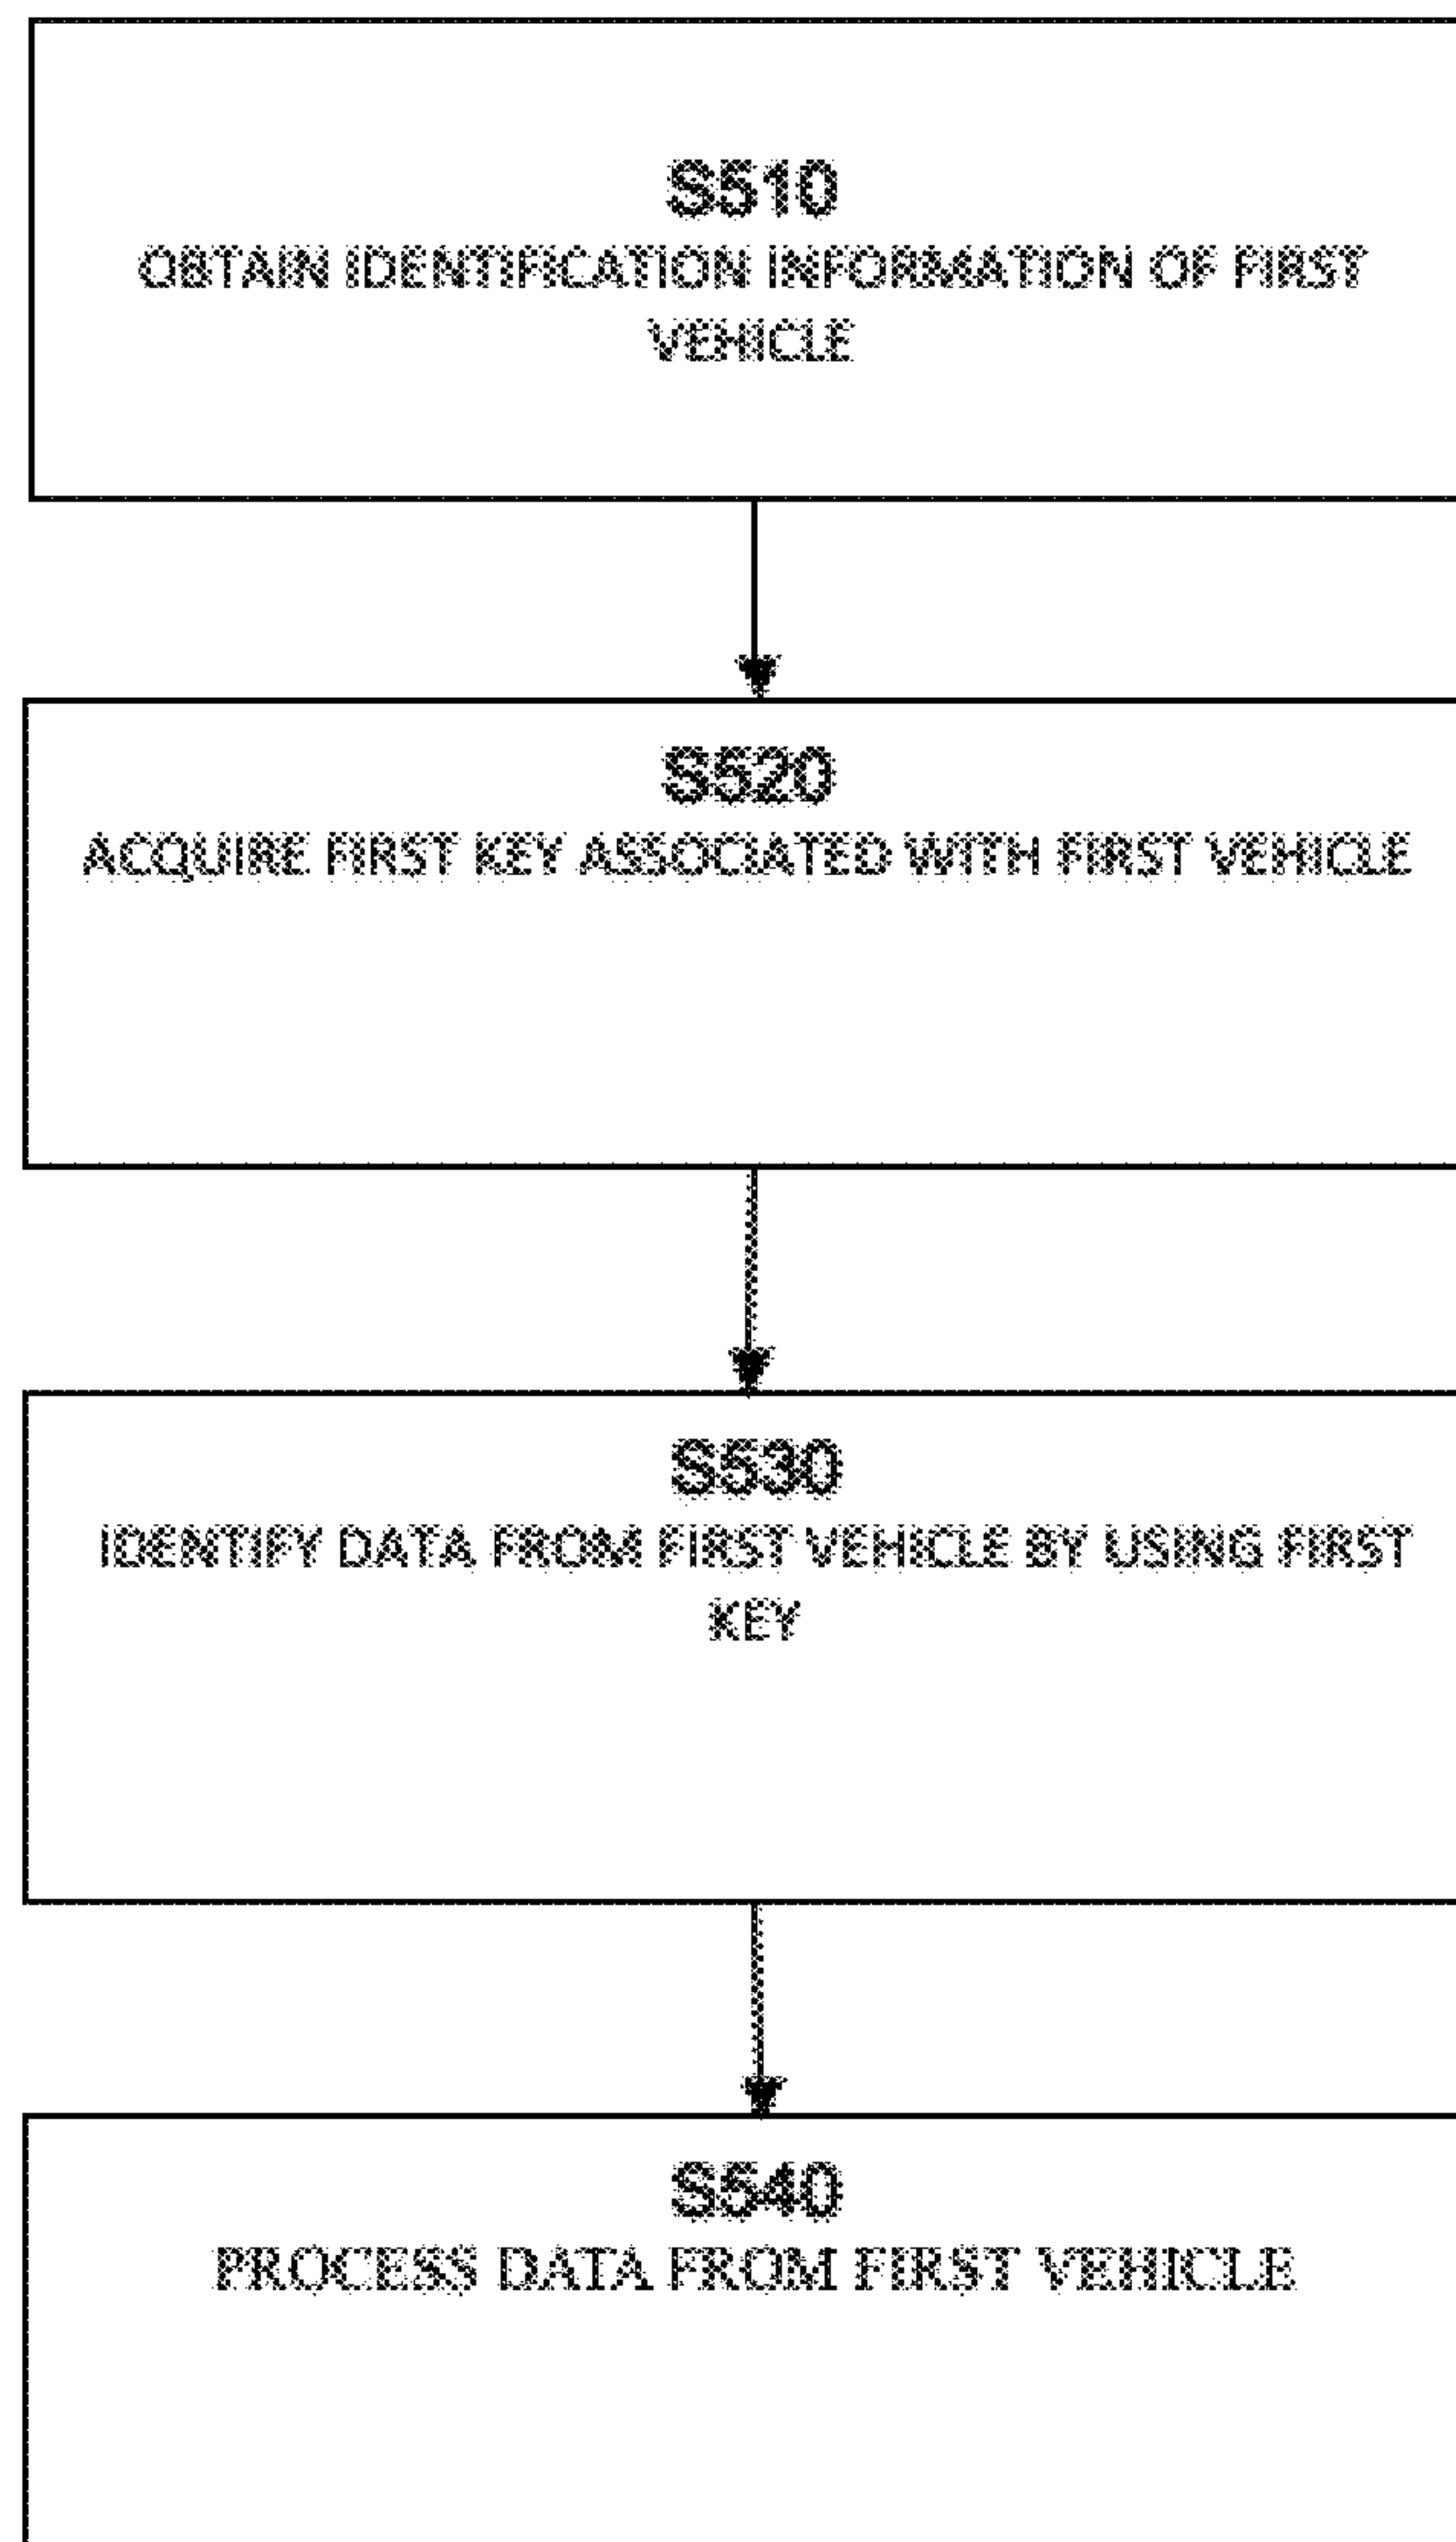 S510
OBTAIN IDENTIFICATION INFORMATION OF FIRST
VEHICLE
S520
ACQUIRE FIRST KEY ASSOCIATED WITH FIRST VEHICLE
S530
IDENTIFY DATA FROM FIRST VEHICLE BY USING FIRST
KEY
S540
PROCESS DATA FROM FIRST VEHICLE